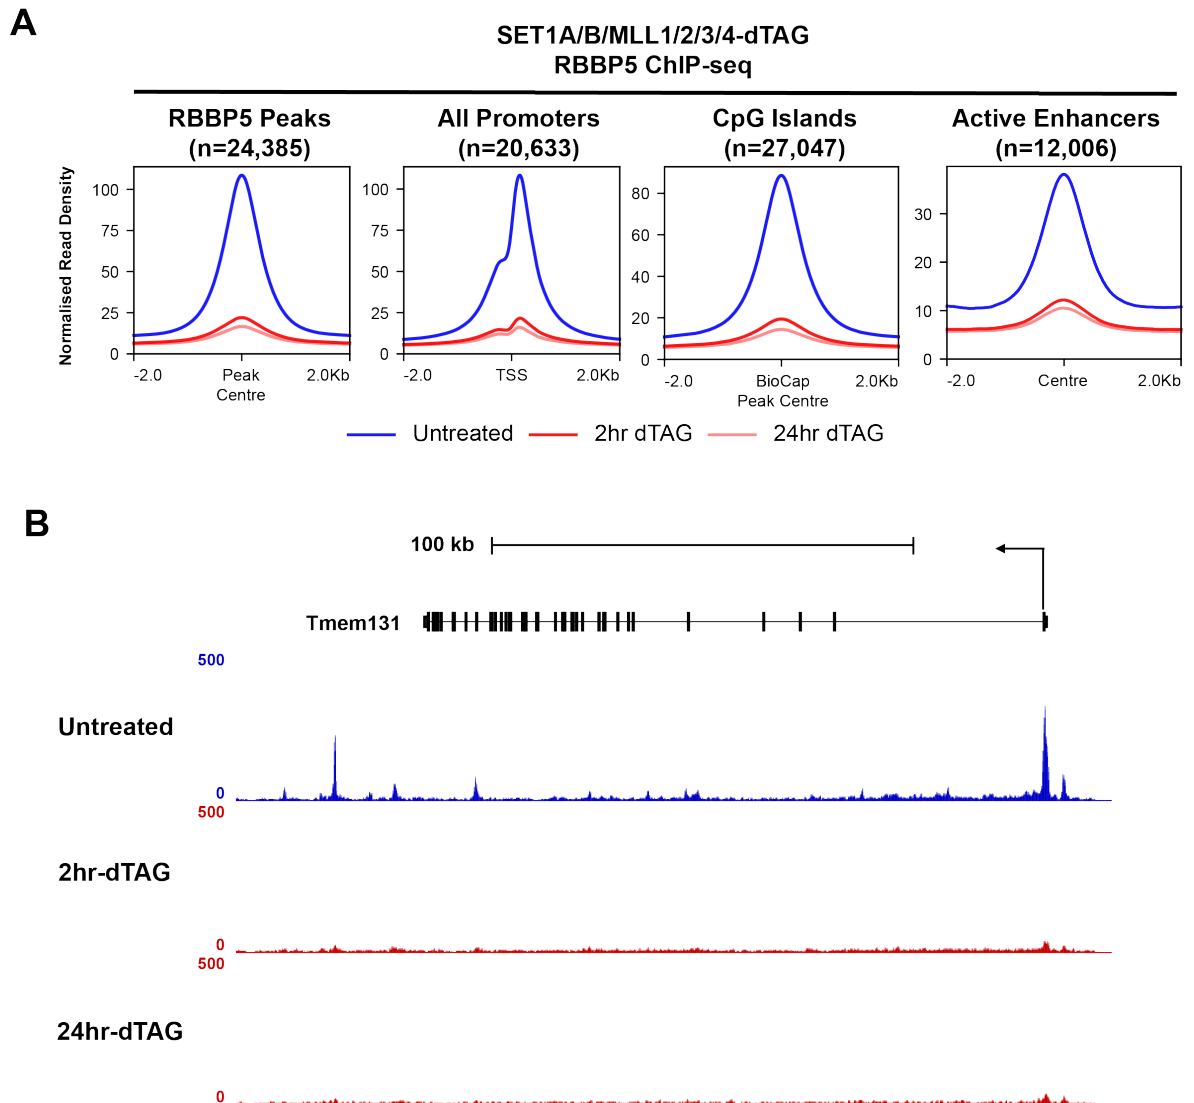 A
SET1A/B/MLL1/2/3/4-dTAG
RBBP5 ChIP-seq
RBBP5 Peaks
(n=24,385)
All Promoters
(n=20,633)
CpG Islands
(n=27,047)
Active Enhancers
(n=12,006)
Normalised Read Density
100
75
50
25
0
-2.0
Peak
Centre
2.0Kb
100
75
50
25
0
-2.0
TSS
2.0Kb
80
60
40
20
0
-2.0
BioCap
Peak Centre
2.0Kb
30
20
10
0
-2.0
Centre
2.0Kb
Untreated
2hr dTAG
24hr dTAG
B
100 kb
Tmem131
500
Untreated
0
500
2hr-dTAG
0
500
24hr-dTAG
0